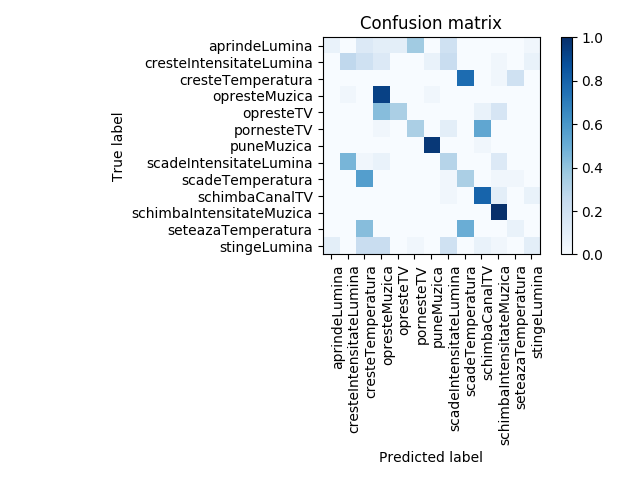 Confusion matrix
True label
aprindeLumina
cresteIntensitateLumina
cresteTemperatura
opresteMuzica
opresteTV
pornesteTV
puneMuzica
scadeIntensitateLumina
scadeTemperatura
schimbaCanalTV
schimbaIntensitateMuzica
seteazaTemperatura
stingeLumina
1.0
0.8
0.6
0.4
0.2
0.0
aprindeLumina
cresteIntensitateLumina
cresteTemperatura
opresteMuzica
opresteTV
pornesteTV
puneMuzica
scadeIntensitateLumina
scadeTemperatura
schimbaCanalTV
schimbaIntensitateMuzica
seteazaTemperatura
stingeLumina
Predicted label